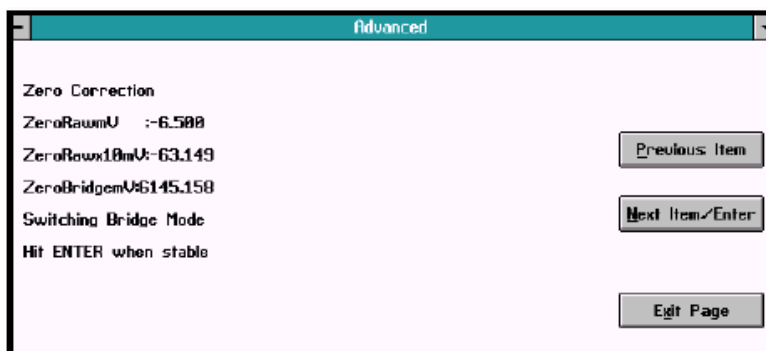 Advanced
Zero Correction
ZeroRawmV :-6.500
ZeroRawx10mV:-63.149
ZeroBridgemV:6145.158
Switching Bridge Mode
Hit ENTER when stable
Previous Item
Next Item/Enter
Exit Page